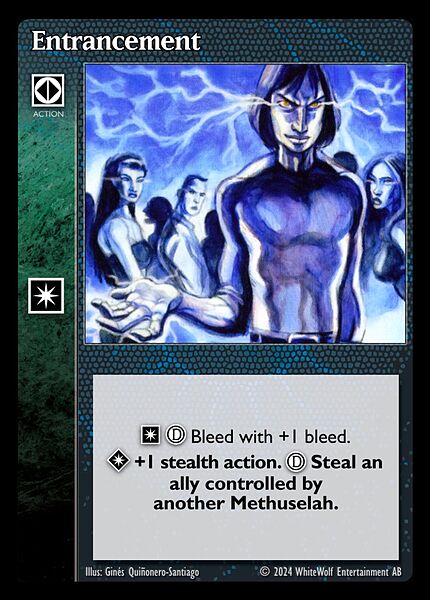 Entrancement
ACTION
Ⓓ Bleed with +1 bleed.
+1 stealth action. Ⓓ Steal an
ally controlled by
another Methuselah.
Illus: Ginés Quiñonero-Santiago
© 2024 WhiteWolf Entertainment AB